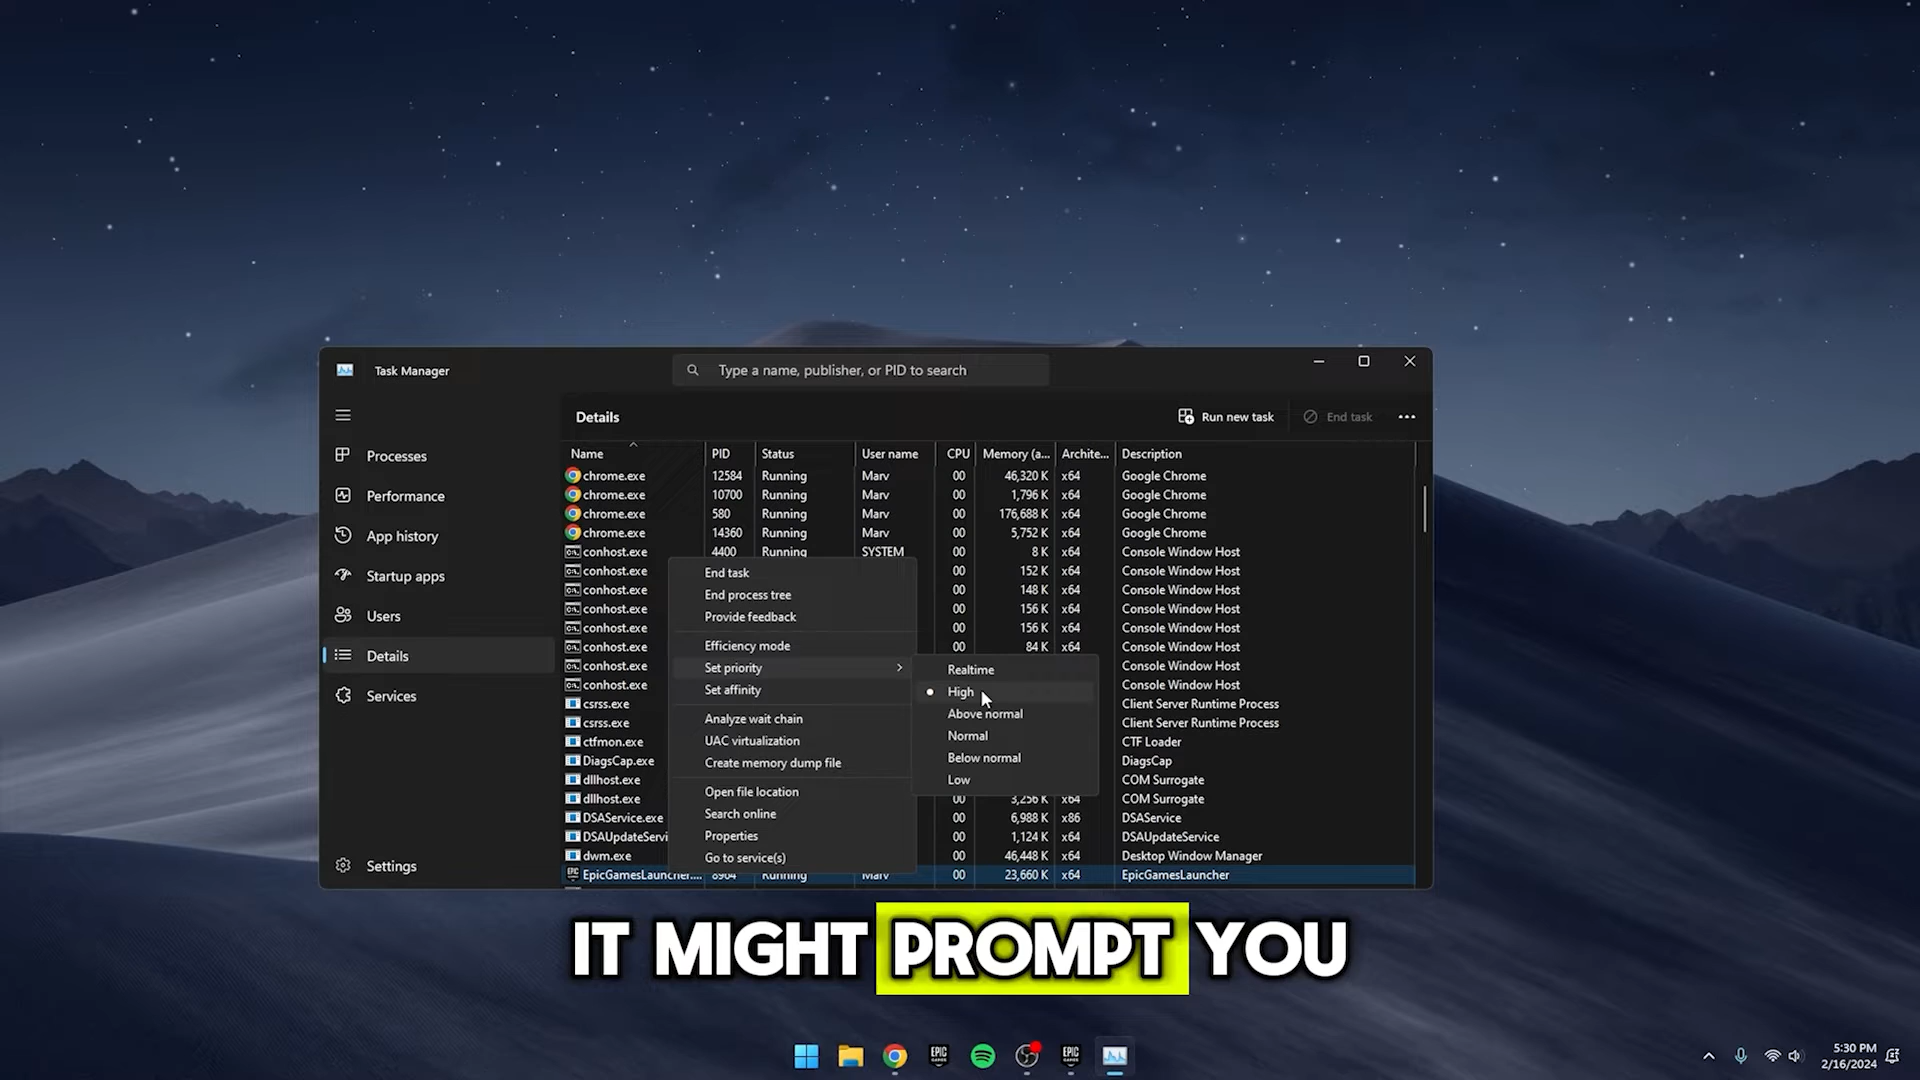 Task Manager
Type a name, publisher, or PID to search
Details
Run new task
End task
Processes
Performance
App history
Startup apps
Users
Details
Services
Settings
Name PID Status User name CPU Memory (a... Archite... Description
chrome.exe 12584 Running Marv 00 46,320 K x64 Google Chrome
chrome.exe 10700 Running Marv 00 1,796 K x64 Google Chrome
chrome.exe 580 Running Marv 00 176,688 K x64 Google Chrome
chrome.exe 14360 Running Marv 00 5,752 K x64 Google Chrome
conhost.exe 4400 Running SYSTEM 00 8 K x64 Console Window Host
conhost.exe 00 152 K x64 Console Window Host
conhost.exe 00 148 K x64 Console Window Host
conhost.exe 00 156 K x64 Console Window Host
conhost.exe 00 156 K x64 Console Window Host
conhost.exe 00 84 K x64 Console Window Host
conhost.exe Console Window Host
conhost.exe Console Window Host
csrss.exe Client Server Runtime Process
csrss.exe Client Server Runtime Process
ctfmon.exe CTF Loader
DiagsCap.exe DiagsCap
dllhost.exe COM Surrogate
dllhost.exe 00 3,256 K x64 COM Surrogate
DSAService.exe 00 6,988 K x86 DSAService
DSAUpdateServi 00 1,124 K x64 DSAUpdateService
dwm.exe 00 46,448 K x64 Desktop Window Manager
EpicGamesLauncher.... 8964 Running Marv 00 23,660 K x64 EpicGamesLauncher
End task
End process tree
Provide feedback
Efficiency mode
Set priority
Set affinity
Analyze wait chain
UAC virtualization
Create memory dump file
Open file location
Search online
Properties
Go to service(s)
Realtime
High
Above normal
Normal
Below normal
Low
IT MIGHT PROMPT YOU
EPIC GAMES
EPIC GAMES
5:30 PM
2/16/2024